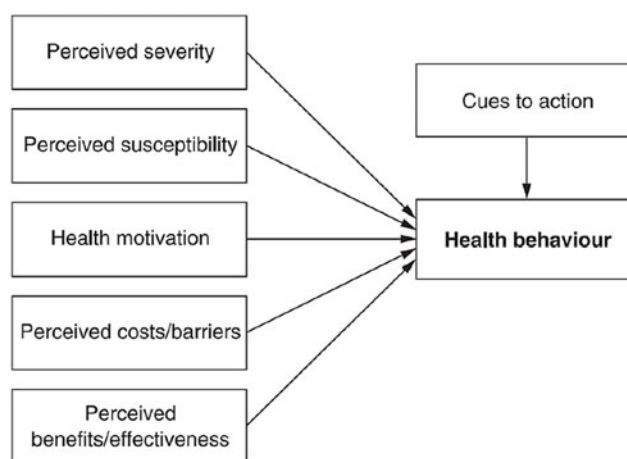 Perceived severity
Perceived susceptibility
Health motivation
Perceived costs/barriers
Perceived
benefits/effectiveness
Cues to action
Health behaviour